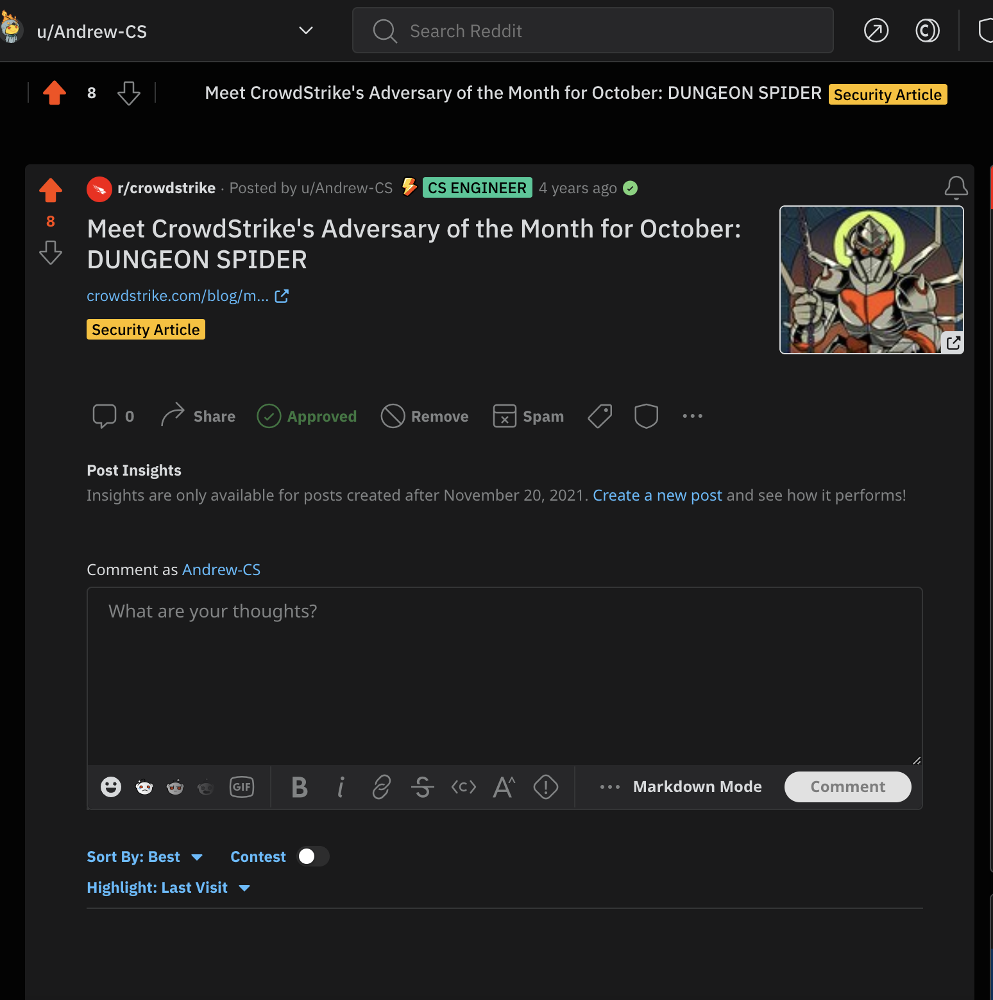 u/Andrew-CS
Search Reddit
8
Meet CrowdStrike's Adversary of the Month for October: DUNGEON SPIDER Security Article
r/crowdstrike · Posted by u/Andrew-CS CS ENGINEER 4 years ago
8
Meet CrowdStrike's Adversary of the Month for October:
DUNGEON SPIDER
crowdstrike.com/blog/m...
Security Article
0 Share Approved Remove Spam
Post Insights
Insights are only available for posts created after November 20, 2021. Create a new post and see how it performs!
Comment as Andrew-CS
What are your thoughts?
GIF B i S <c> A^ Markdown Mode Comment
Sort By: Best Contest
Highlight: Last Visit